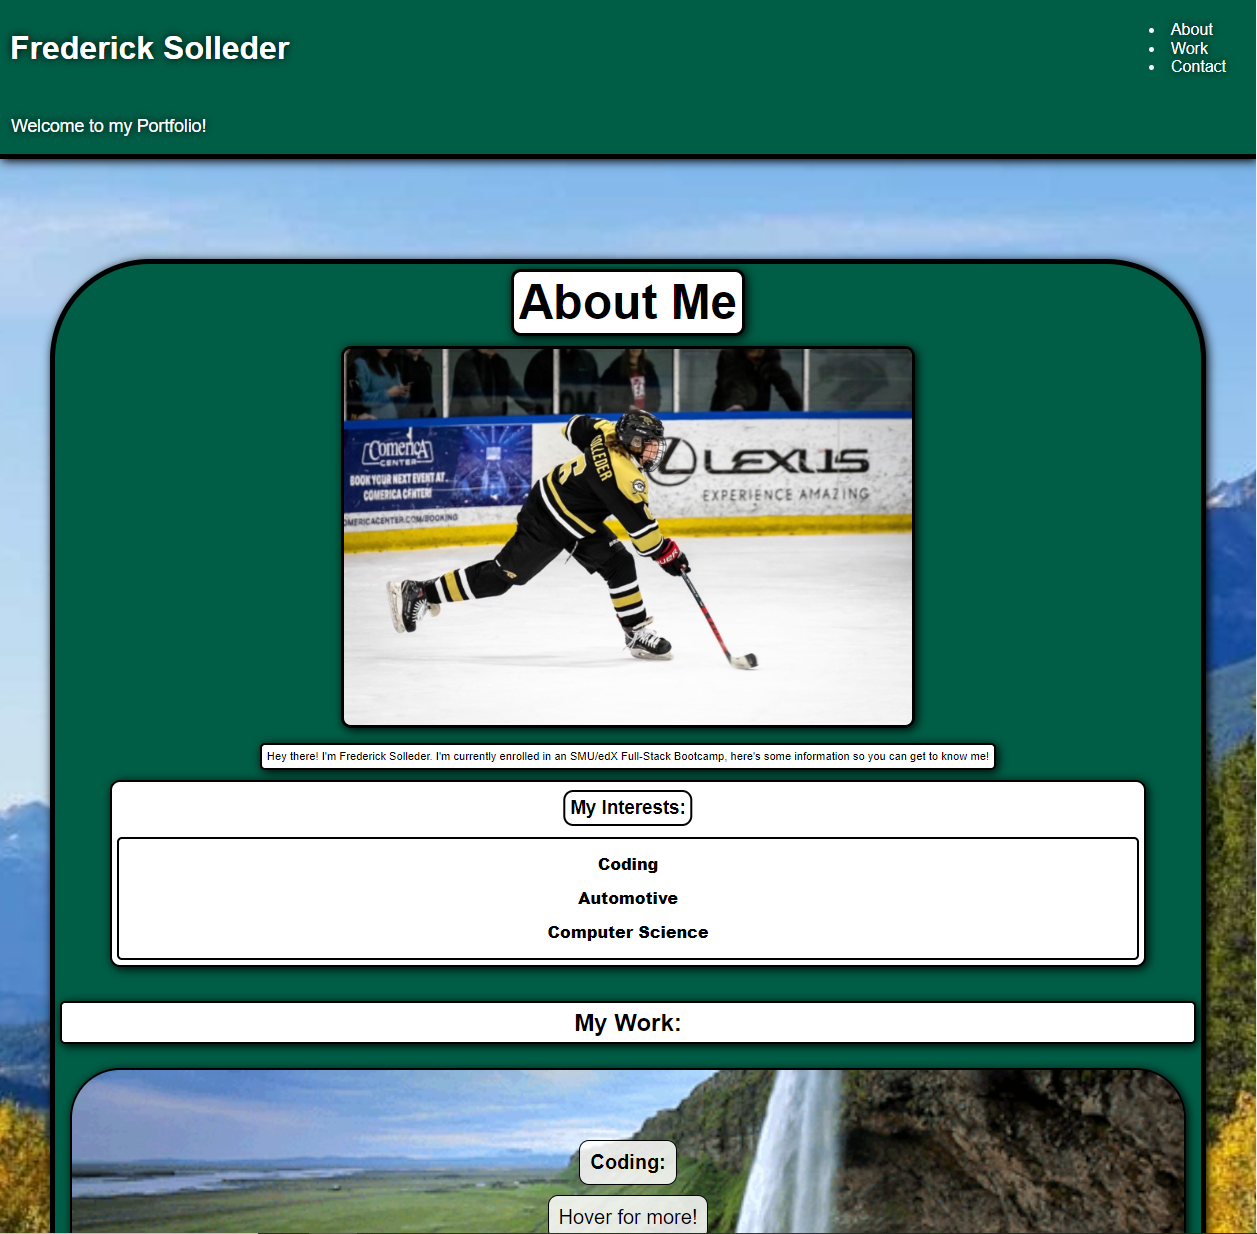 Frederick Solleder
About
Work
Contact
Welcome to my Portfolio!
About Me
COMERICA
CENTER
BOOK YOUR NEXT EVENT AT
COMERICA CENTER!
OMERICACENTER.COM/BOOKING
SOLLEDER
6
LEXUS
EXPERIENCE AMAZING
BAUER
Hey there! I'm Frederick Solleder. I'm currently enrolled in an SMU/edX Full-Stack Bootcamp, here's some information so you can get to know me!
My Interests:
Coding
Automotive
Computer Science
My Work:
Coding:
Hover for more!